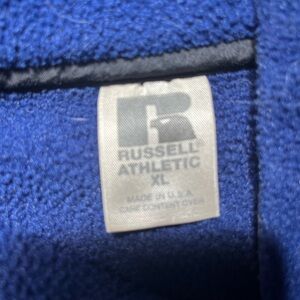 R
RUSSELL®
ATHLETIC
XL
MADE IN U.S.A.
CARE CONTENT OVER